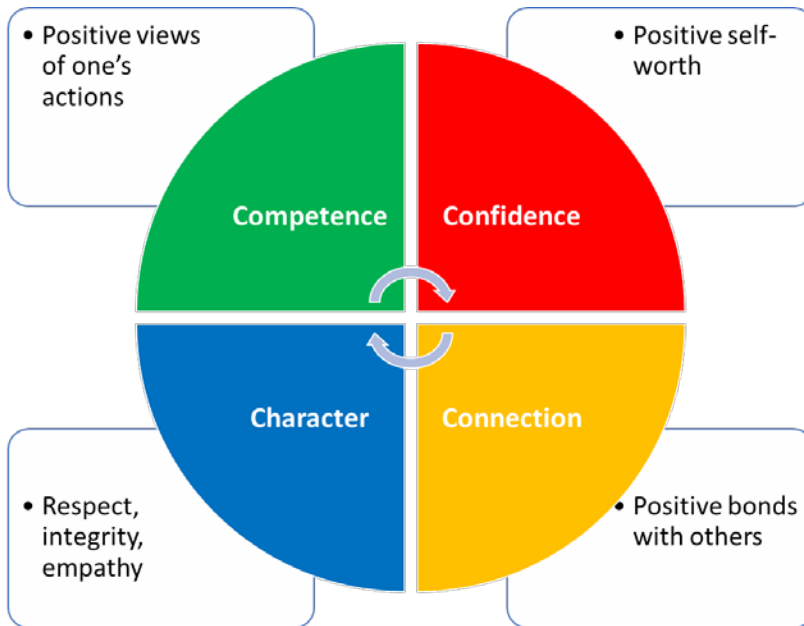 • Positive views
of one's
actions
• Positive self-
worth
Competence
Confidence
Character
Connection
• Respect,
integrity,
empathy
• Positive bonds
with others